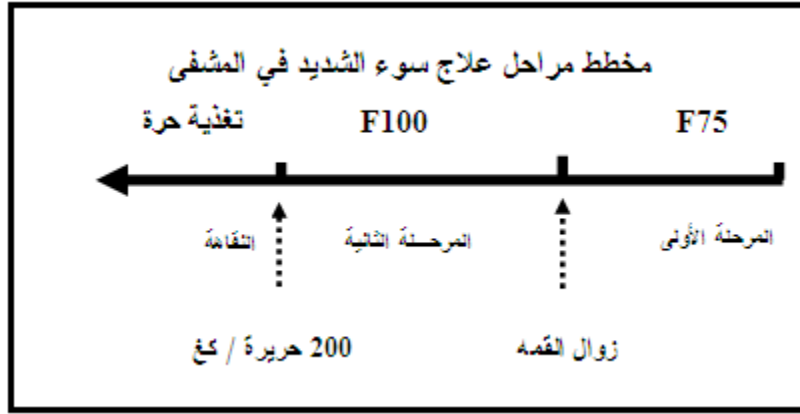 مخطط مراحل علاج سوء الشديد في المشفى
F75 F100 تغذية حرة
المرحلة الأولى المرحلة الثانية النقاهة
زوال القمه 200 حريرة / كغ